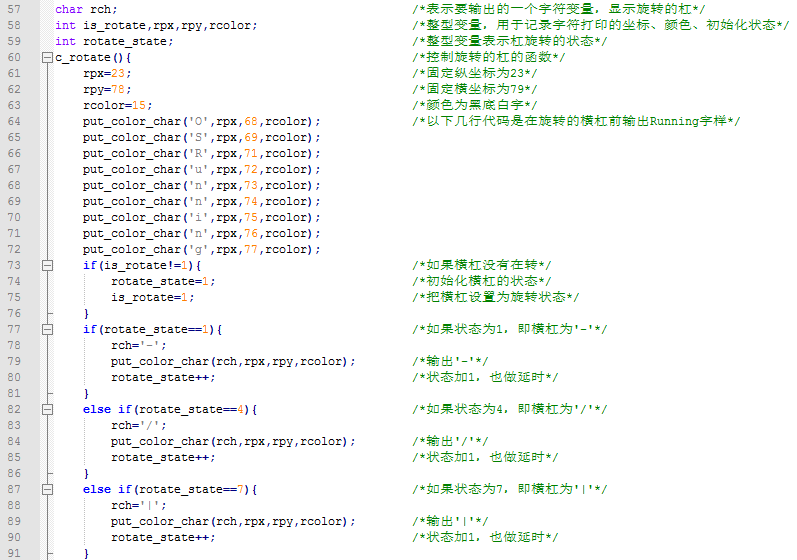 57 char rch; /*表示要输出的一个字符变量，显示旋转的杠*/
58 int is_rotate,rpx,rpy,rcolor; /*整型变量，用于记录字符打印的坐标、颜色、初始化状态*/
59 int rotate_state; /*整型变量表示杠旋转的状态*/
60 c_rotate(){ /*控制旋转的杠的函数*/
61 rpx=23; /*固定纵坐标为23*/
62 rpy=78; /*固定横坐标为79*/
63 rcolor=15; /*颜色为黑底白字*/
64 put_color_char('O',rpx,68,rcolor); /*以下几行代码是在旋转的横杠前输出Running字样*/
65 put_color_char('S',rpx,69,rcolor);
66 put_color_char('R',rpx,71,rcolor);
67 put_color_char('u',rpx,72,rcolor);
68 put_color_char('n',rpx,73,rcolor);
69 put_color_char('n',rpx,74,rcolor);
70 put_color_char('i',rpx,75,rcolor);
71 put_color_char('n',rpx,76,rcolor);
72 put_color_char('g',rpx,77,rcolor);
73 if(is_rotate!=1){ /*如果横杠没有在转*/
74 rotate_state=1; /*初始化横杠的状态*/
75 is_rotate=1; /*把横杠设置为旋转状态*/
76 }
77 if(rotate_state==1){ /*如果状态为1，即横杠为'-'*/
78 rch='-';
79 put_color_char(rch,rpx,rpy,rcolor); /*输出'-'*/
80 rotate_state++; /*状态加1，也做延时*/
81 }
82 else if(rotate_state==4){ /*如果状态为4，即横杠为'/'*/
83 rch='/';
84 put_color_char(rch,rpx,rpy,rcolor); /*输出'/'*/
85 rotate_state++; /*状态加1，也做延时*/
86 }
87 else if(rotate_state==7){ /*如果状态为7，即横杠为'|'*/
88 rch='|';
89 put_color_char(rch,rpx,rpy,rcolor); /*输出'|'*/
90 rotate_state++; /*状态加1，也做延时*/
91 }